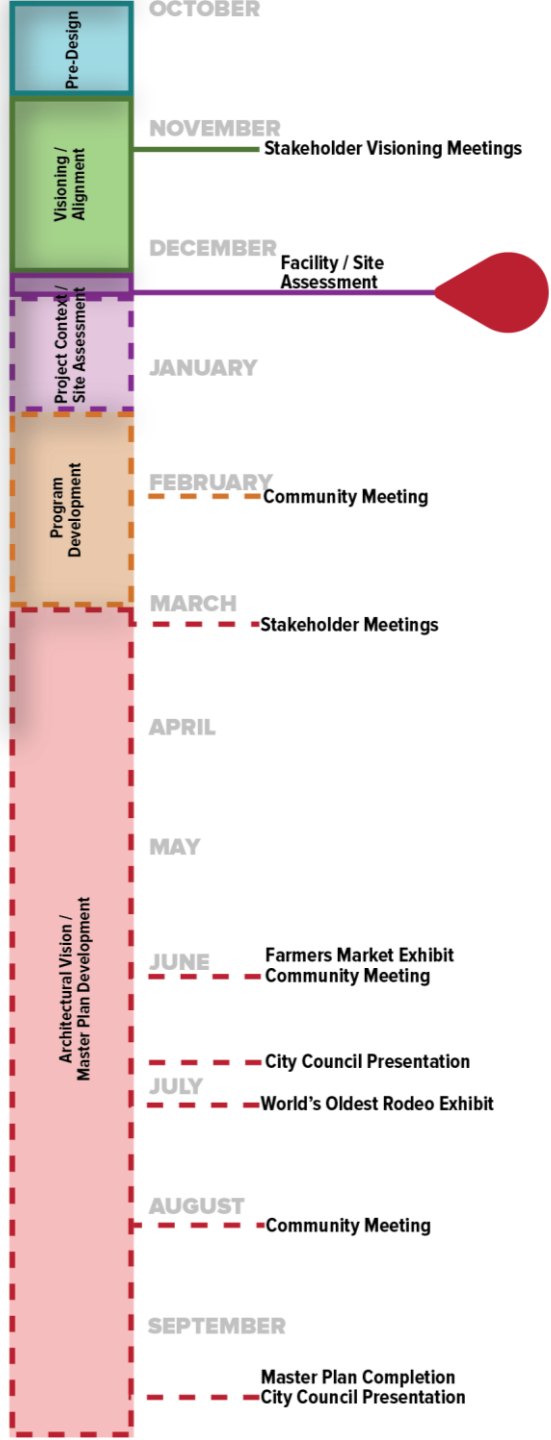 OCTOBER
Pre-Design
NOVEMBER
Stakeholder Visioning Meetings
Visioning /
Alignment
DECEMBER
Facility / Site
Assessment
Project Context /
Site Assessment
JANUARY
FEBRUARY
Community Meeting
Program
Development
MARCH
Stakeholder Meetings
APRIL
MAY
Architectural Vision /
Master Plan Development
JUNE
Farmers Market Exhibit
Community Meeting
City Council Presentation
JULY
World's Oldest Rodeo Exhibit
AUGUST
Community Meeting
SEPTEMBER
Master Plan Completion
City Council Presentation